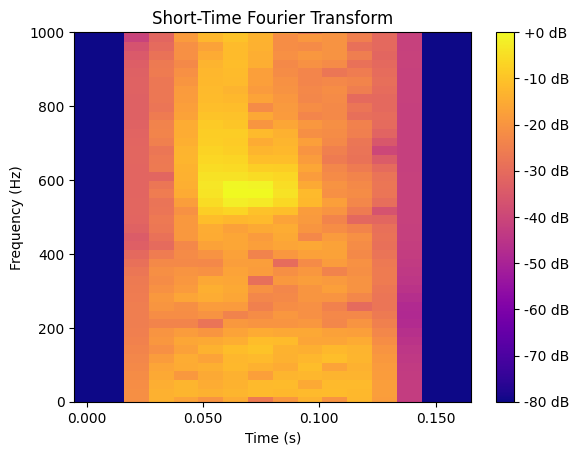 Short-Time Fourier Transform
1000
800
600
400
200
0
Frequency (Hz)
0.000
0.050
0.100
0.150
Time (s)
+0 dB
-10 dB
-20 dB
-30 dB
-40 dB
-50 dB
-60 dB
-70 dB
-80 dB